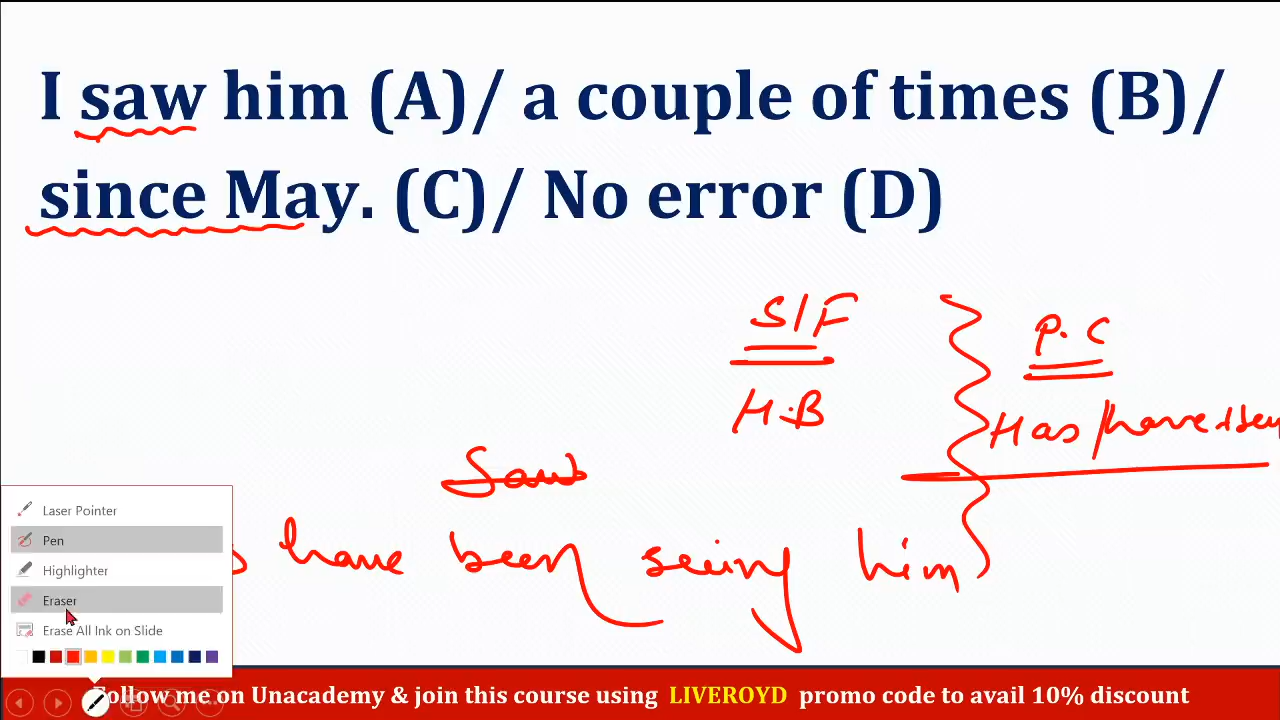 I saw him (A)/ a couple of times (B)/
since May. (C)/ No error (D)
S/F
P.C
H.B
Has/have+
Saw
have been seeing him
Laser Pointer
Pen
Highlighter
Eraser
Erase All Ink on Slide
Follow me on Unacademy & join this course using LIVEROYD promo code to avail 10% discount